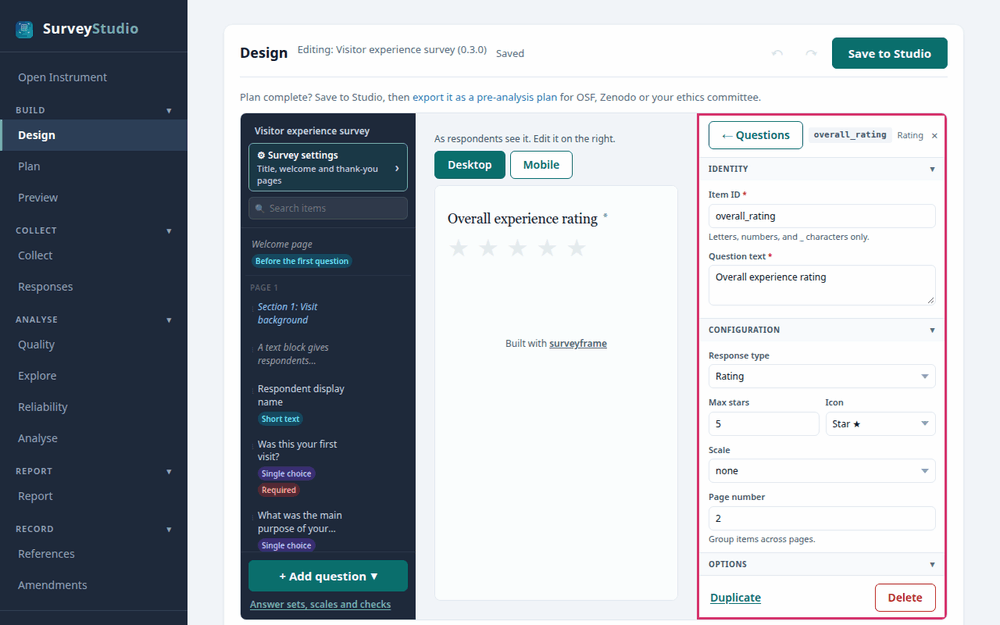 SurveyStudio
Open Instrument
BUILD
Design
Plan
Preview
COLLECT
Collect
Responses
ANALYSE
Quality
Explore
Reliability
Analyse
REPORT
Report
RECORD
References
Amendments
Design
Editing: Visitor experience survey (0.3.0)
Saved
Save to Studio
Plan complete? Save to Studio, then export it as a pre-analysis plan for OSF, Zenodo or your ethics committee.
Visitor experience survey
⚙ Survey settings
Title, welcome and thank-you
pages
Search items
Welcome page
Before the first question
PAGE 1
Section 1: Visit
background
A text block gives
respondents...
Respondent display
name
Short text
Was this your first
visit?
Single choice
Required
What was the main
purpose of your...
Single choice
+ Add question ▼
Answer sets, scales and checks
As respondents see it. Edit it on the right.
Desktop
Mobile
Overall experience rating *
★ ★ ★ ★ ★
Built with surveyframe
← Questions
overall_rating
Rating
×
IDENTITY
Item ID *
overall_rating
Letters, numbers, and _ characters only.
Question text *
Overall experience rating
CONFIGURATION
Response type
Rating
Max stars
Icon
5
Star ★
Scale
none
Page number
2
Group items across pages.
OPTIONS
Duplicate
Delete